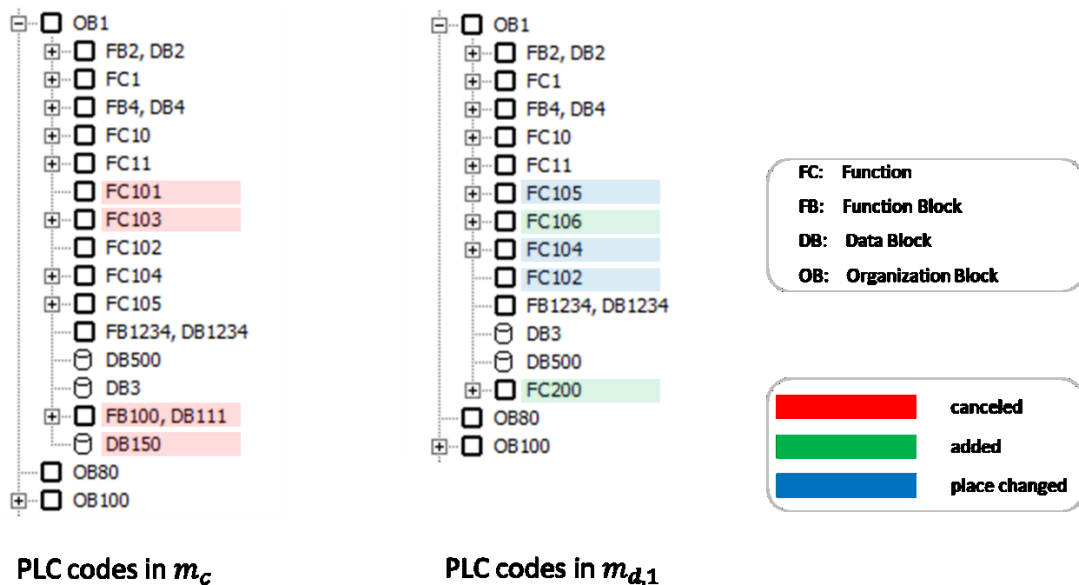 OB1
FB2, DB2
FC1
FB4, DB4
FC10
FC11
FC101
FC103
FC102
FC104
FC105
FB1234, DB1234
DB500
DB3
FB100, DB111
DB150
OB80
OB100
PLC codes in m_c
OB1
FB2, DB2
FC1
FB4, DB4
FC10
FC11
FC105
FC106
FC104
FC102
FB1234, DB1234
DB3
DB500
FC200
OB80
OB100
PLC codes in m_{d,1}
FC: Function
FB: Function Block
DB: Data Block
OB: Organization Block
canceled
added
place changed